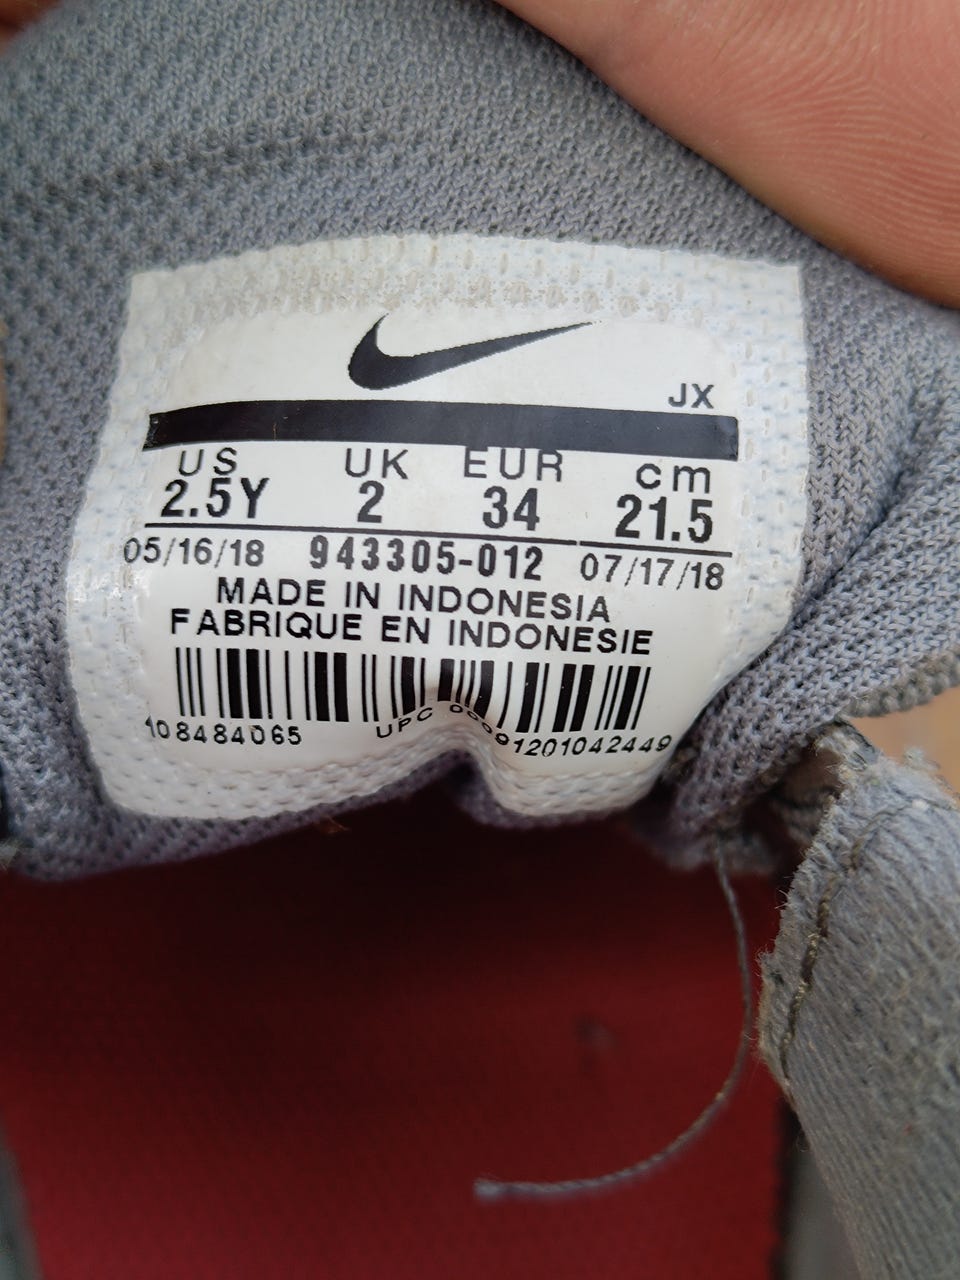 JX
US UK EUR cm
2.5Y 2 34 21.5
05/16/18 943305-012 07/17/18
MADE IN INDONESIA
FABRIQUE EN INDONESIE
108484065 UPC 00091201042449